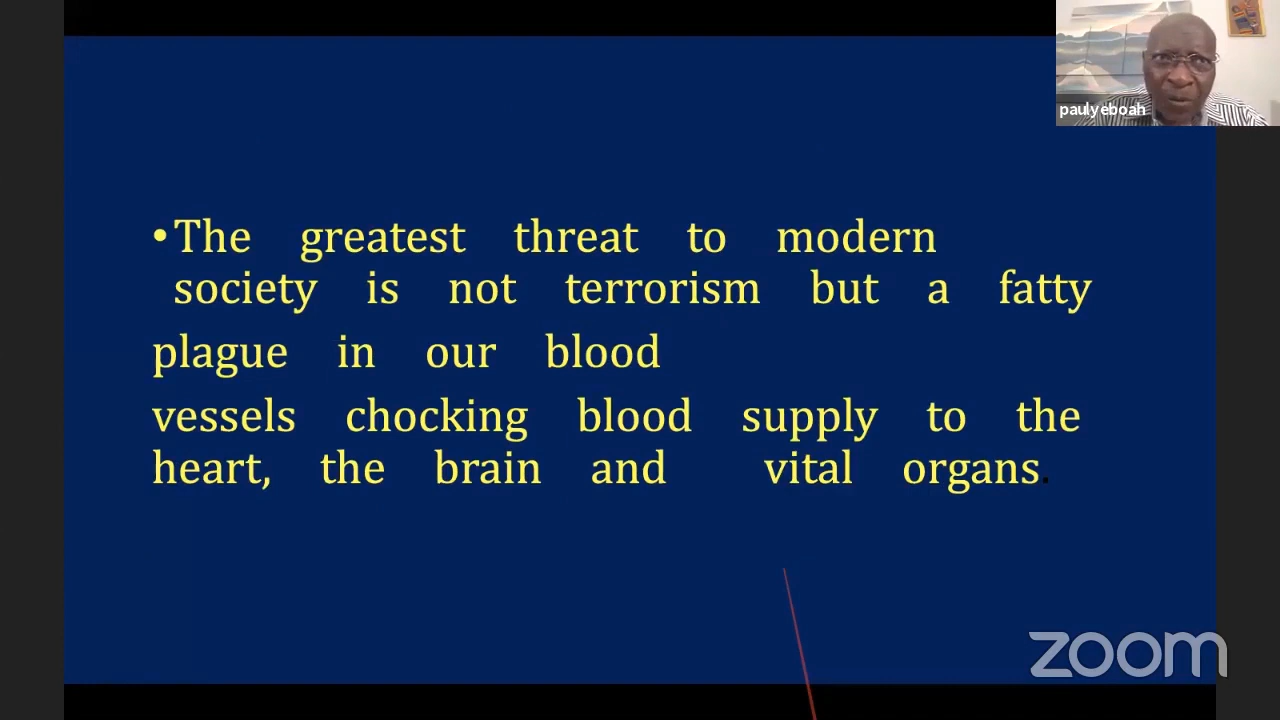 paulyeboah
•The greatest threat to modern
society is not terrorism but a fatty
plague in our blood
vessels chocking blood supply to the
heart, the brain and vital organs.
zoom